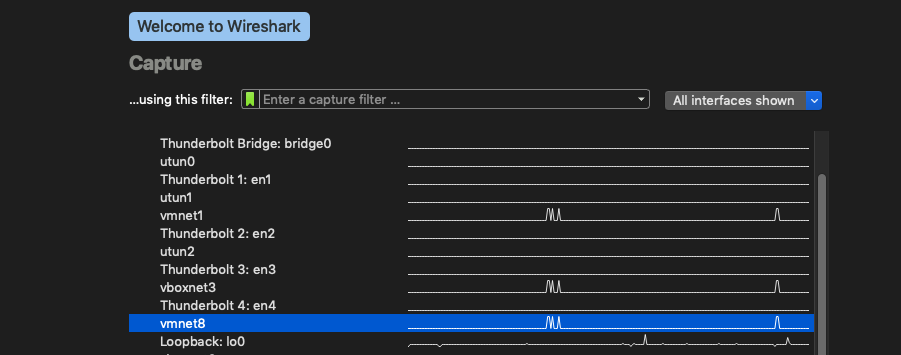 Welcome to Wireshark
Capture
...using this filter: Enter a capture filter ... All interfaces shown
Thunderbolt Bridge: bridge0
utun0
Thunderbolt 1: en1
utun1
vmnet1
Thunderbolt 2: en2
utun2
Thunderbolt 3: en3
vboxnet3
Thunderbolt 4: en4
vmnet8
Loopback: lo0